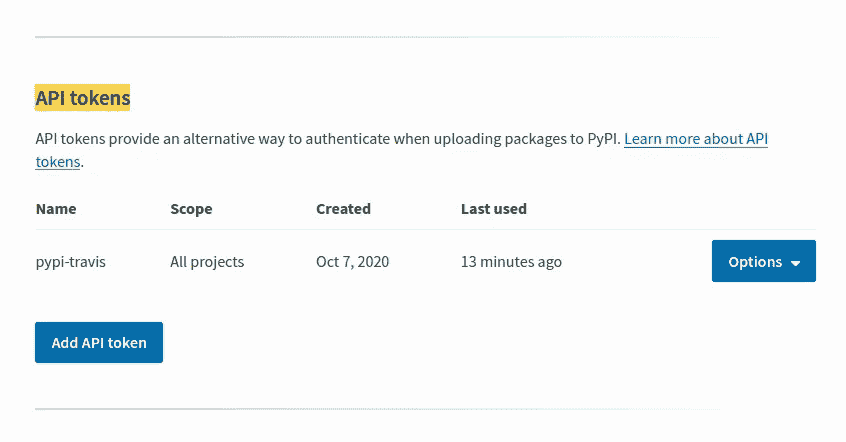 API tokens
API tokens provide an alternative way to authenticate when uploading packages to PyPI. Learn more about API
tokens.
Name Scope Created Last used
pypi-travis All projects Oct 7, 2020 13 minutes ago Options
Add API token